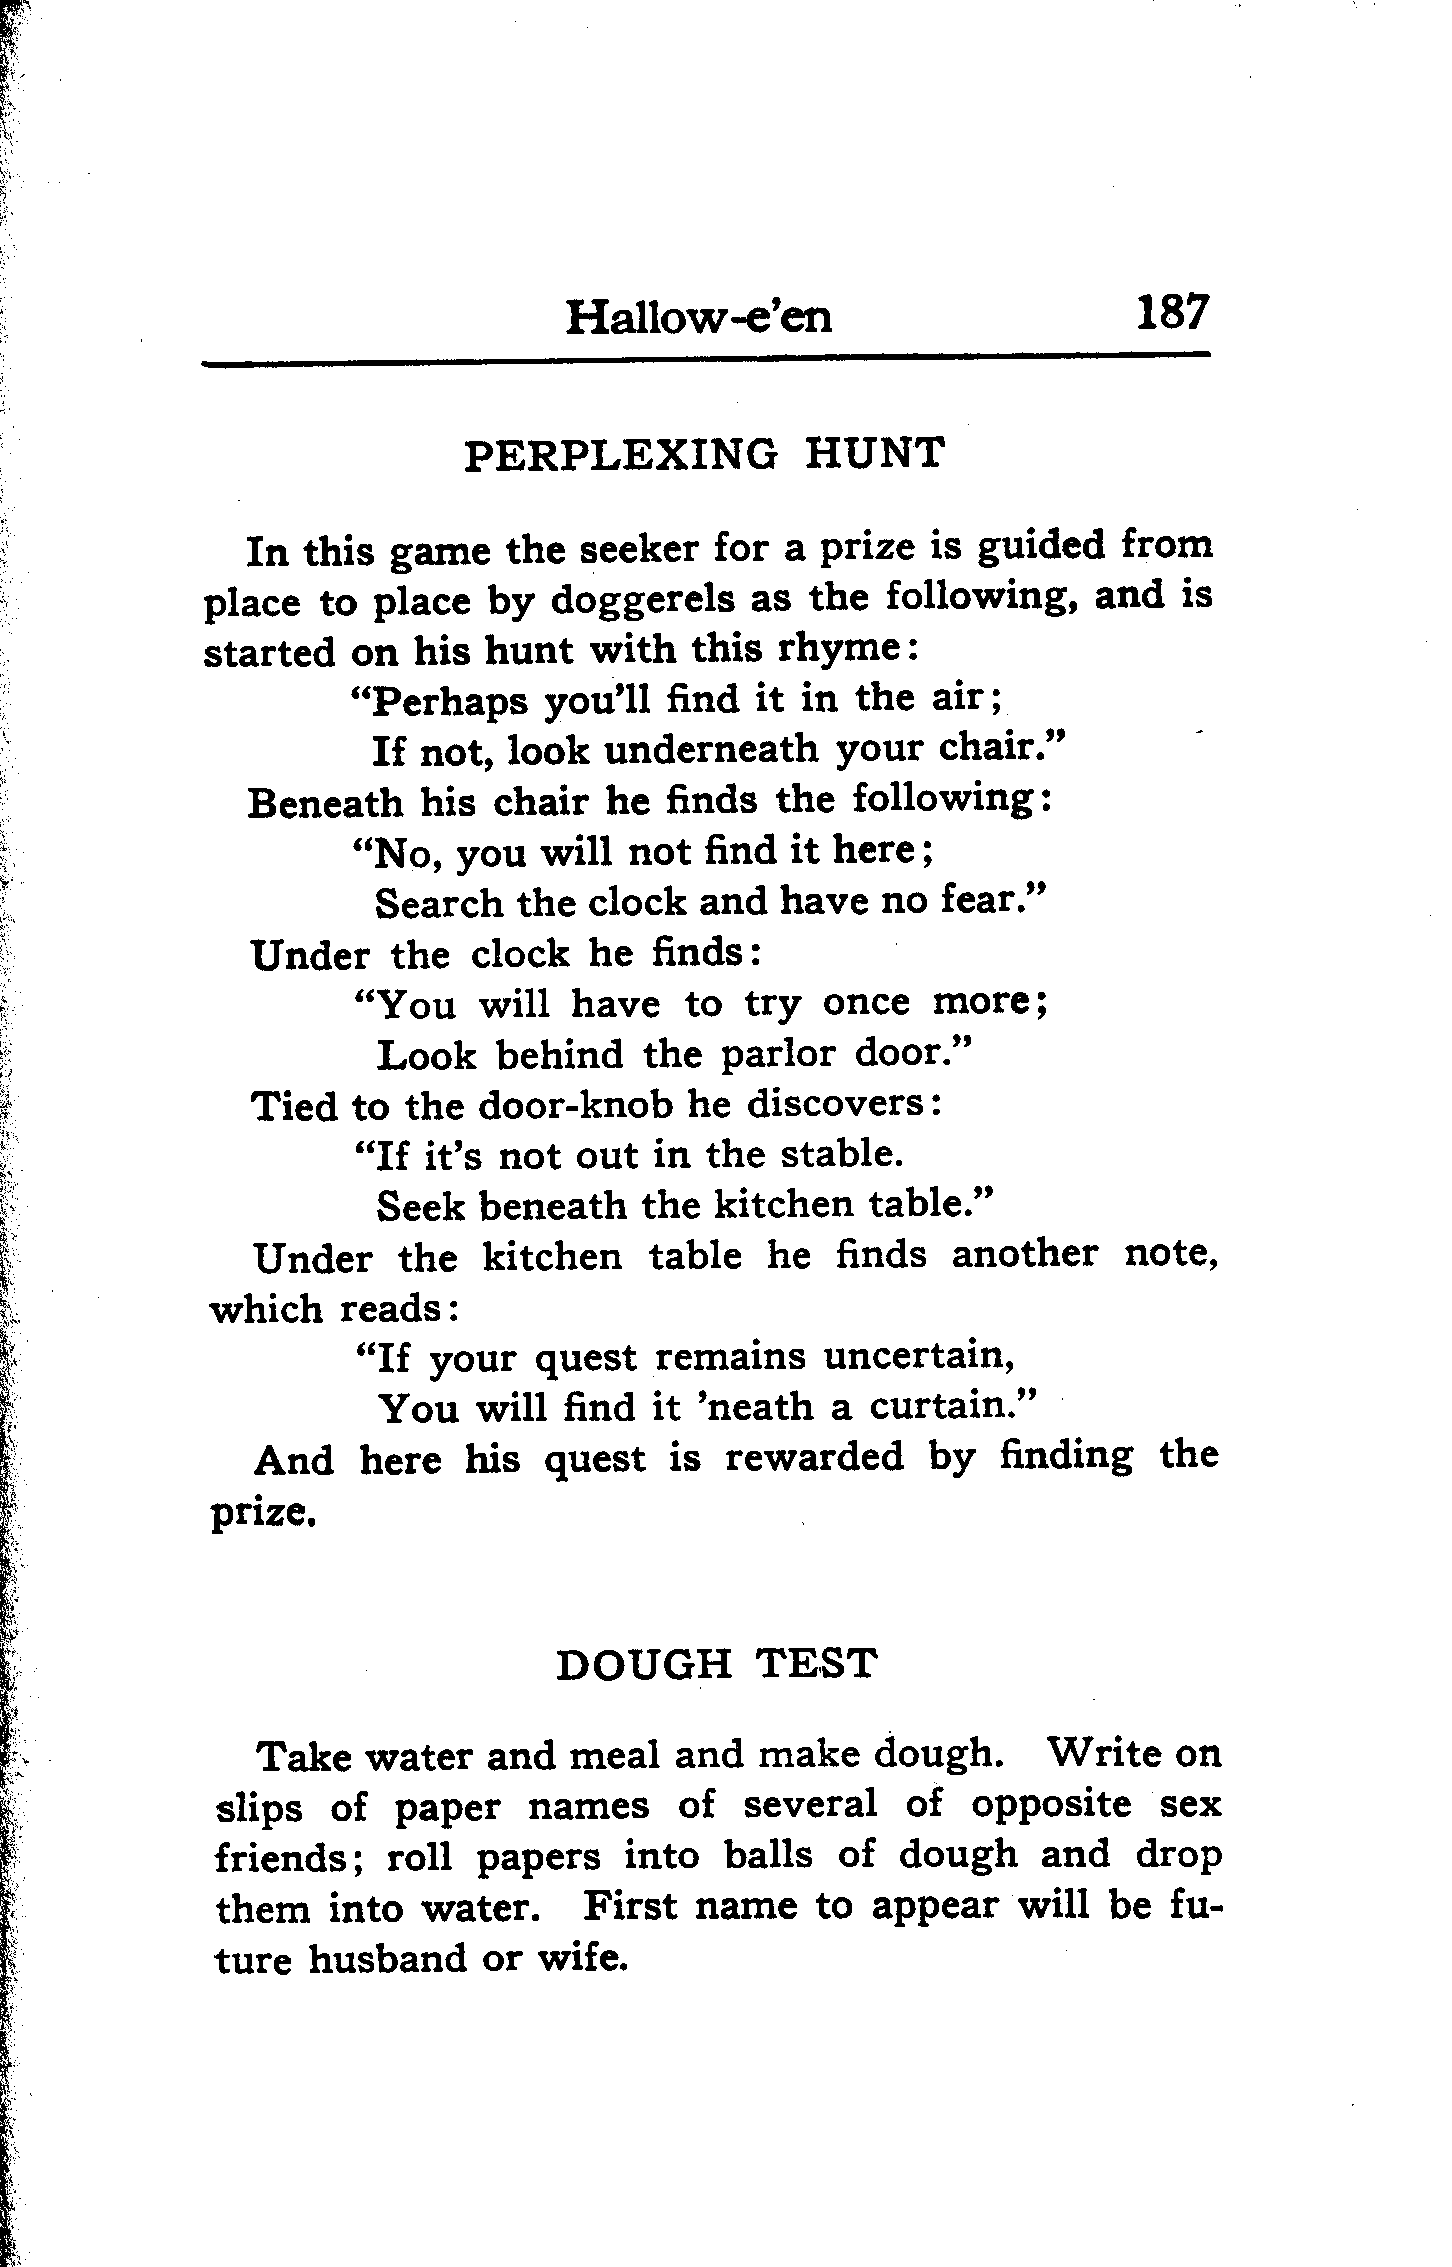 Hallow-e'en 187
PERPLEXING HUNT
In this game the seeker for a prize is guided from
place to place by doggerels as the following, and is
started on his hunt with this rhyme:
“Perhaps you'll find it in the air;
If not, look underneath your chair.”
Beneath his chair he finds the following:
“No, you will not find it here;
Search the clock and have no fear.”
Under the clock he finds:
“You will have to try once more;
Look behind the parlor door.”
Tied to the door-knob he discovers:
“If it's not out in the stable.
Seek beneath the kitchen table.”
Under the kitchen table he finds another note,
which reads:
“If your quest remains uncertain,
You will find it 'neath a curtain.”
And here his quest is rewarded by finding the
prize.
DOUGH TEST
Take water and meal and make dough. Write on
slips of paper names of several of opposite sex
friends; roll papers into balls of dough and drop
them into water. First name to appear will be fu-
ture husband or wife.